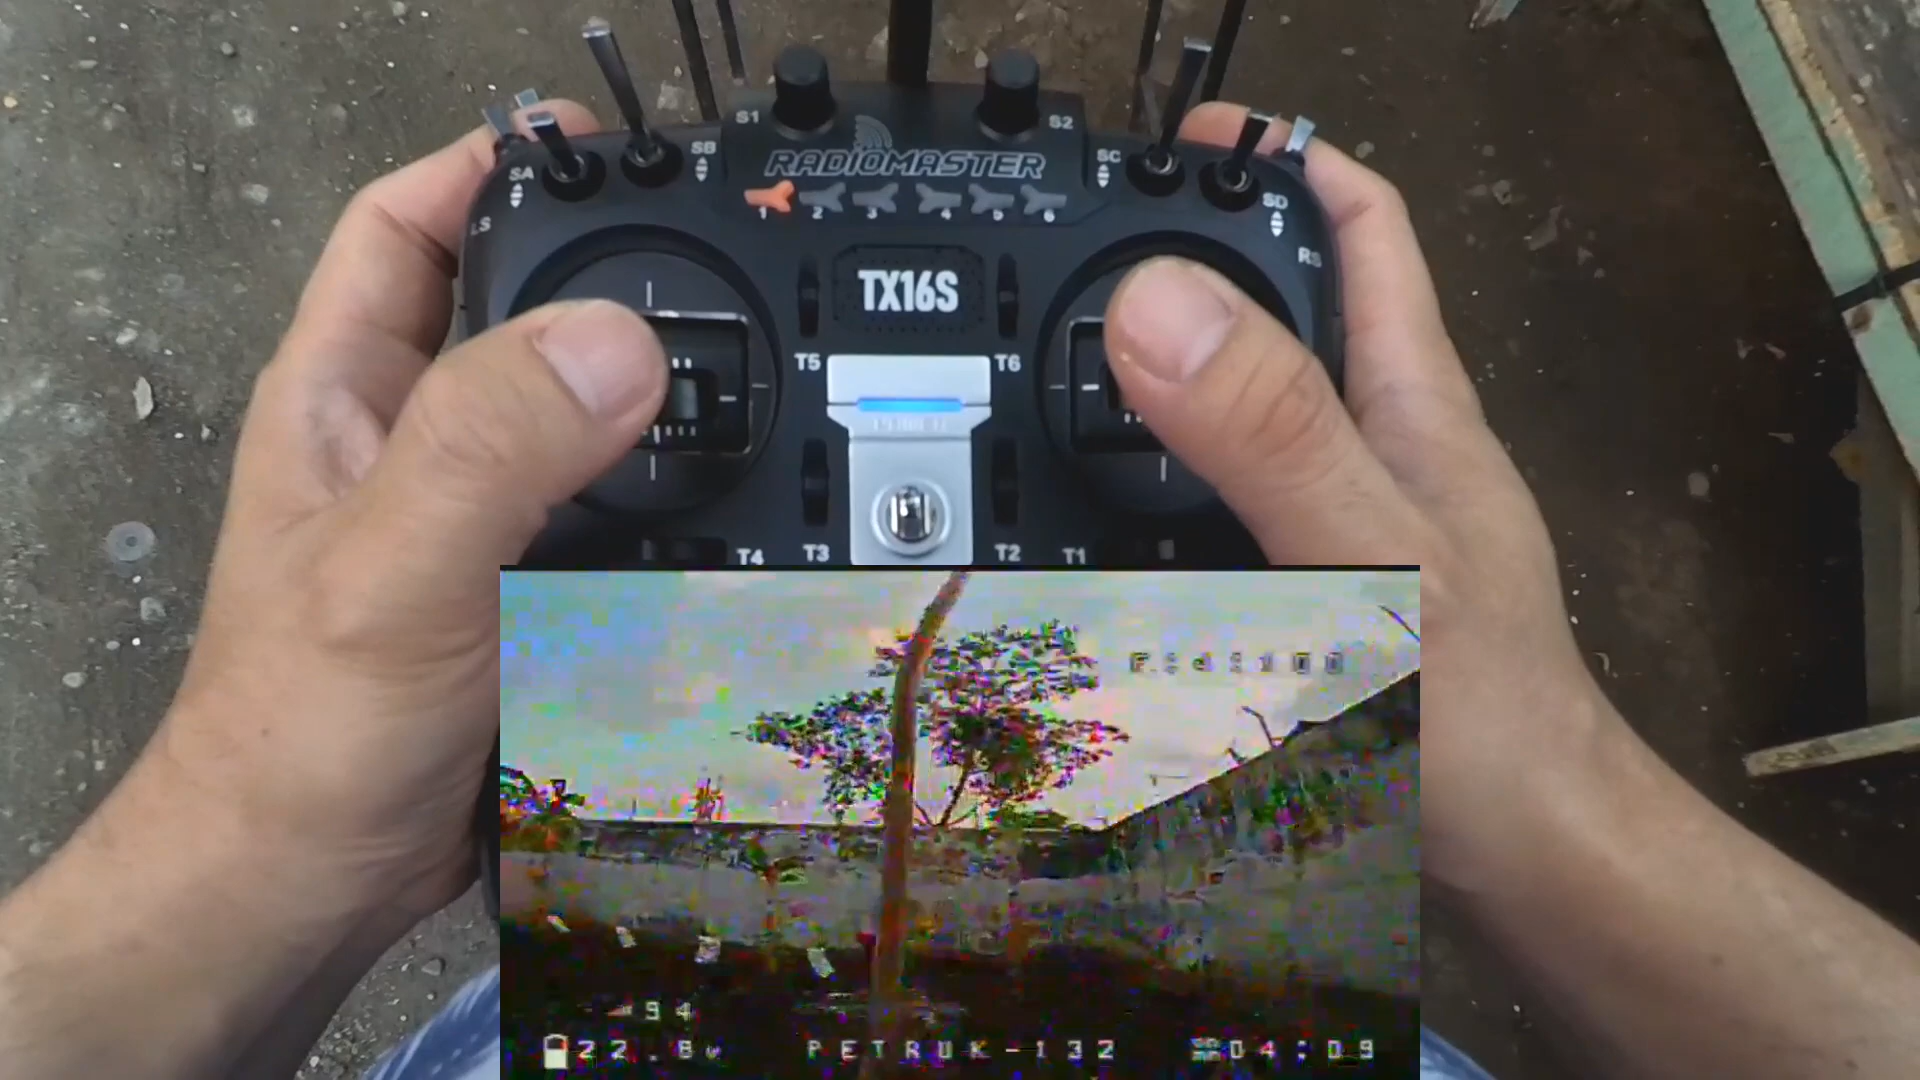 S1
S2
SB
SC
RADIOMASTER
SA
SD
1 2 3 4 5 6
LS
RS
TX16S
T5
T6
T4
T3
T2
T1
94
22.8v
PETRUK-132
04:09